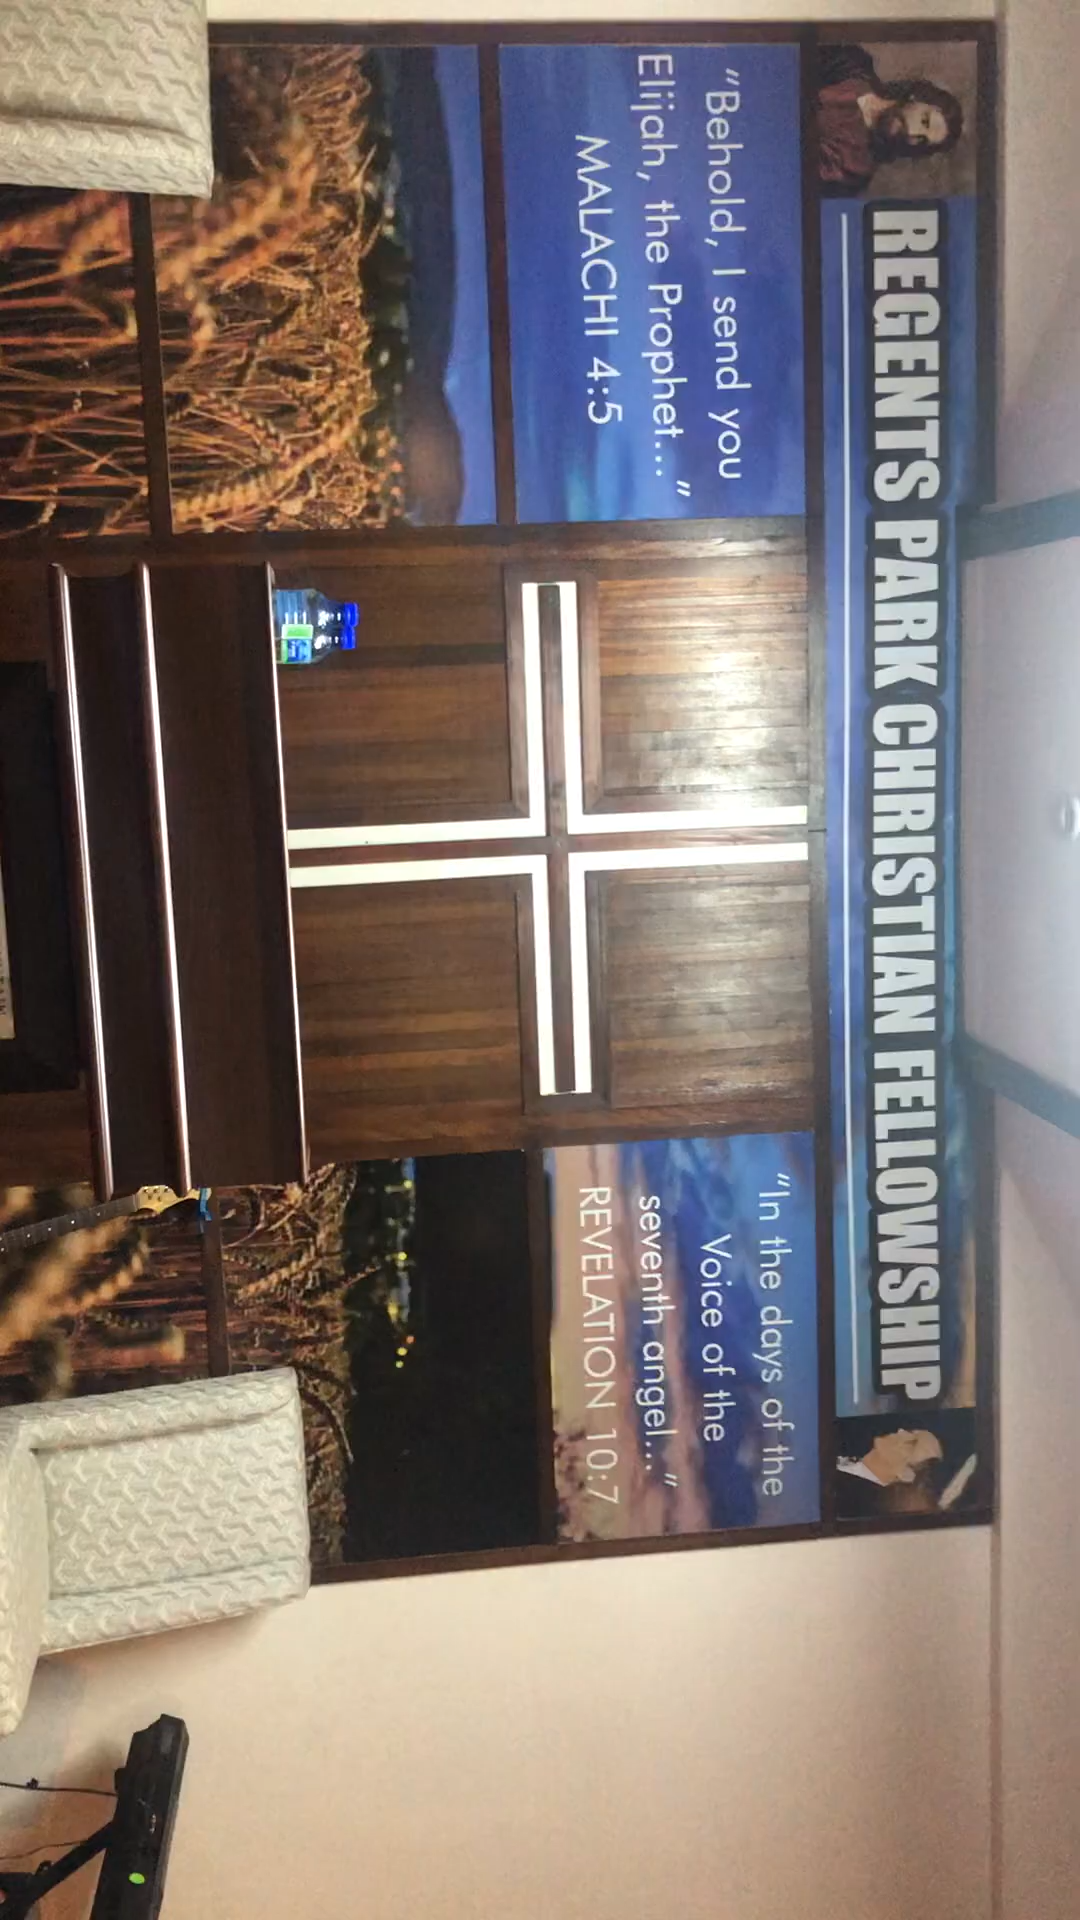 REGENTS PARK CHRISTIAN FELLOWSHIP
"Behold, I send you
Elijah, the Prophet..."
MALACHI 4:5
"In the days of the
Voice of the
seventh angel..."
REVELATION 10:7